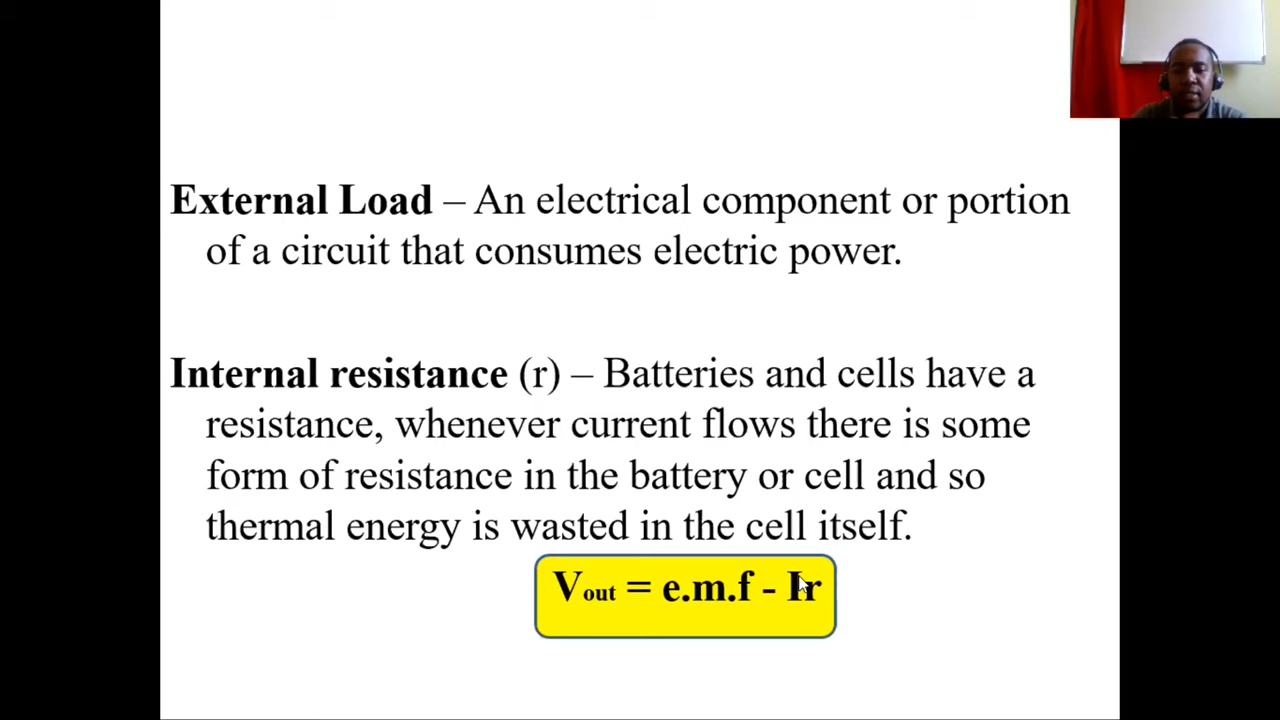 External Load – An electrical component or portion
of a circuit that consumes electric power.
Internal resistance (r) – Batteries and cells have a
resistance, whenever current flows there is some
form of resistance in the battery or cell and so
thermal energy is wasted in the cell itself.
Vout = e.m.f - Ir